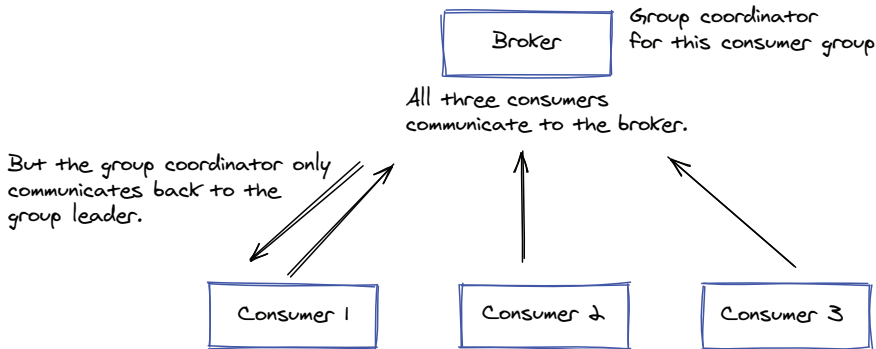 Broker
Group coordinator
for this consumer group
All three consumers
communicate to the broker.
But the group coordinator only
communicates back to the
group leader.
Consumer 1
Consumer 2
Consumer 3